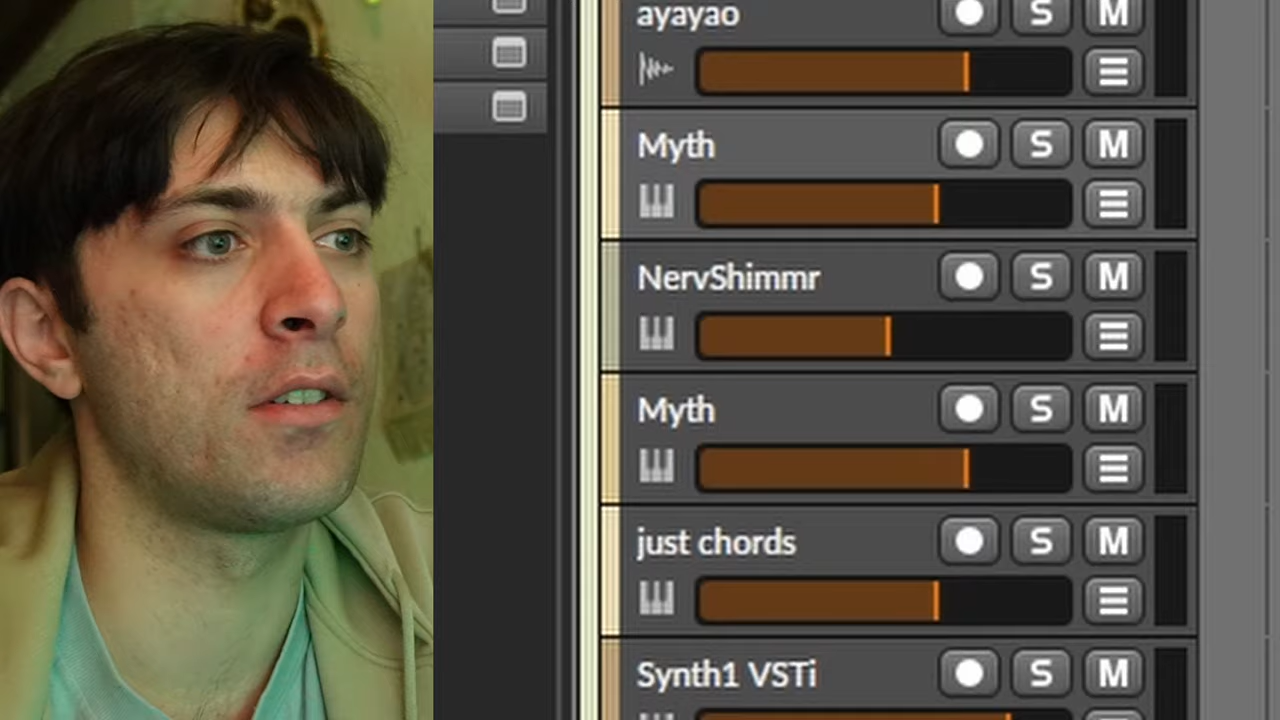 ayayao S M
Myth S M
NervShimmr S M
Myth S M
just chords S M
Synth1 VSTi S M